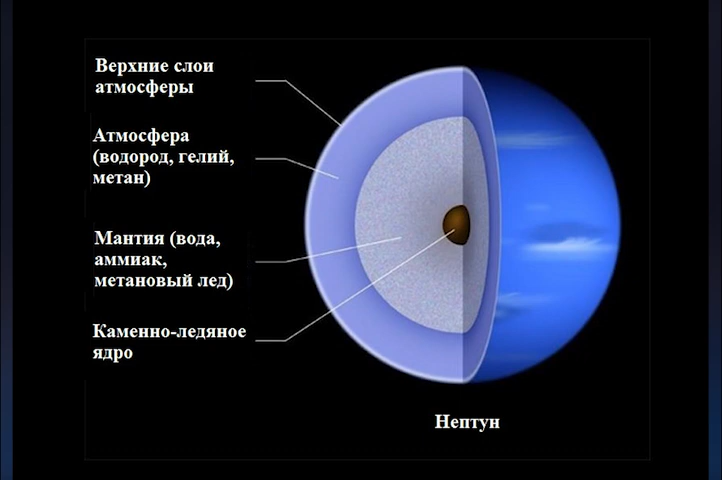 Верхние слои
атмосферы
Атмосфера
(водород, гелий,
метан)
Мантия (вода,
аммиак,
метановый лед)
Каменно-ледяное
ядро
Нептун